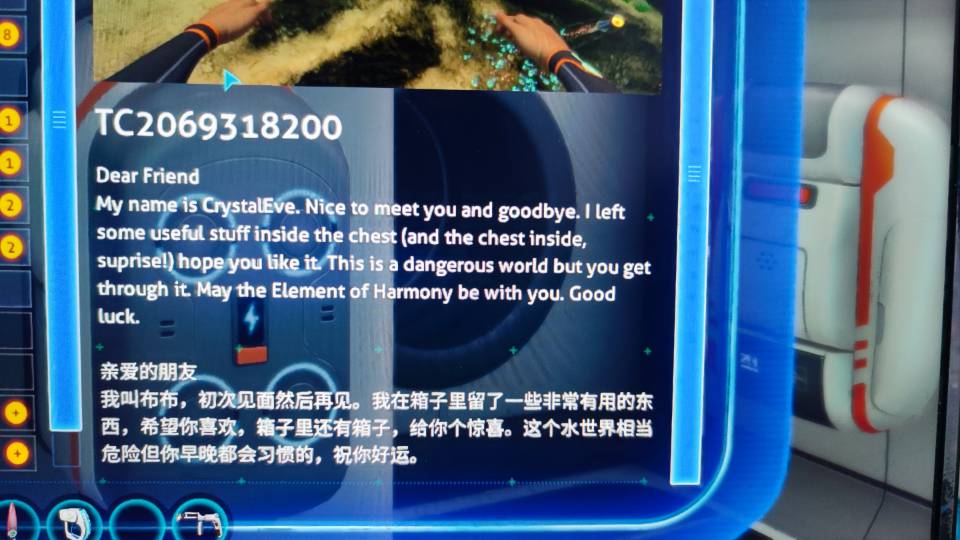 8
1
1
2
2
+
+
TC2069318200
Dear Friend
My name is CrystalEve. Nice to meet you and goodbye. I left
some useful stuff inside the chest (and the chest inside,
suprise!) hope you like it. This is a dangerous world but you get
through it. May the Element of Harmony be with you. Good
luck.
亲爱的朋友
我叫布布，初次见面然后再见。我在箱子里留了一些非常有用的东
西，希望你喜欢，箱子里还有箱子，给你个惊喜。这个水世界相当
危险但你早晚都会习惯的，祝你好运。